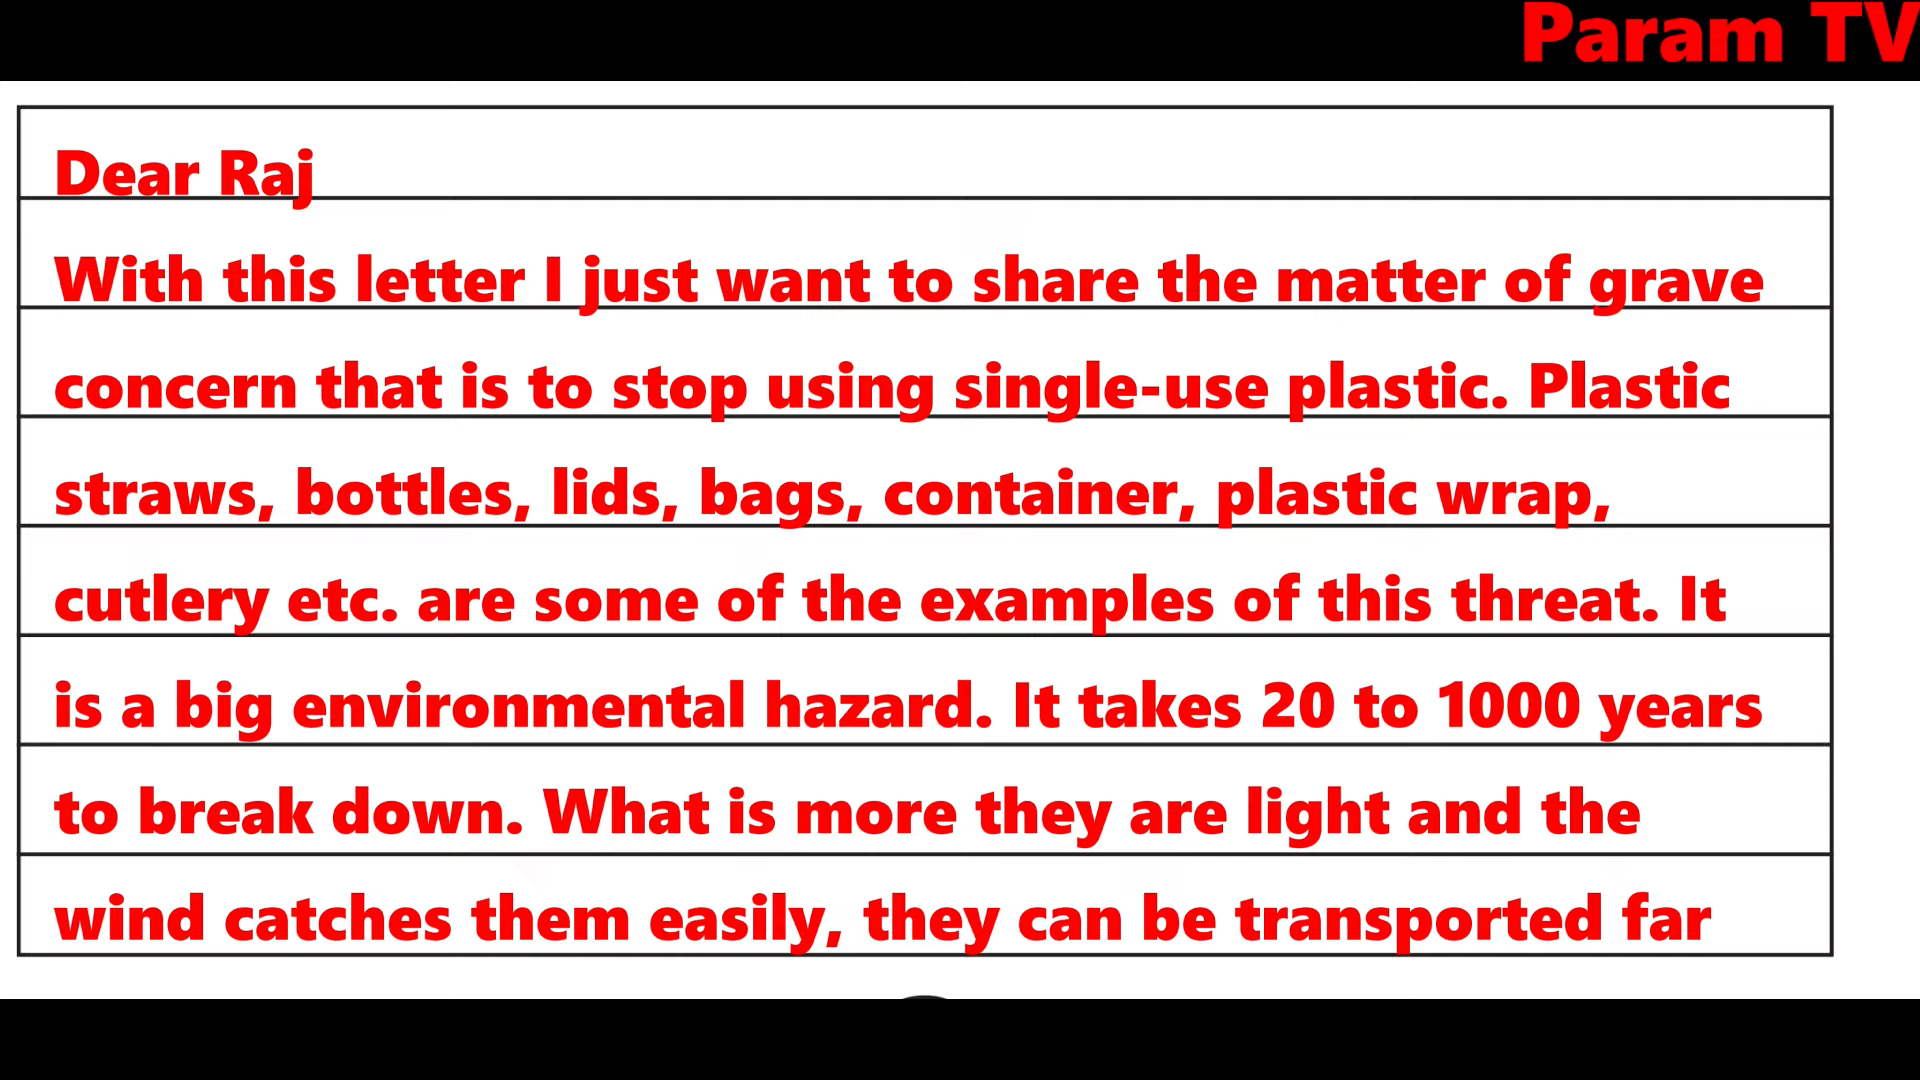 Param TV
Dear Raj
With this letter I just want to share the matter of grave
concern that is to stop using single-use plastic. Plastic
straws, bottles, lids, bags, container, plastic wrap,
cutlery etc. are some of the examples of this threat. It
is a big environmental hazard. It takes 20 to 1000 years
to break down. What is more they are light and the
wind catches them easily, they can be transported far